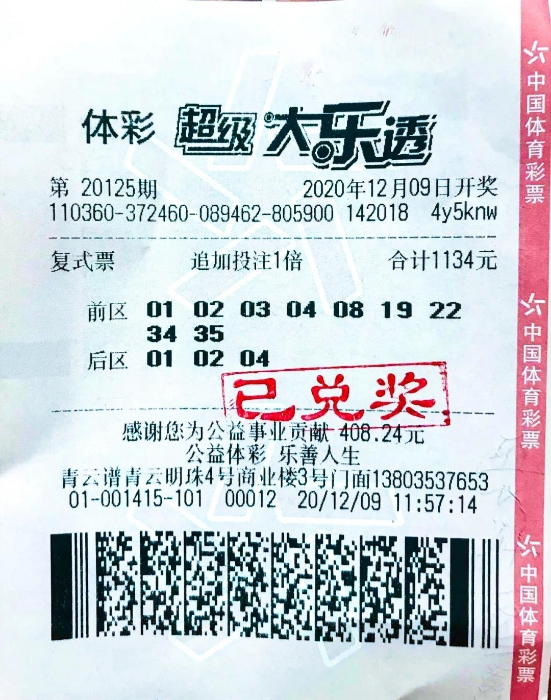 体彩 超级大乐透
第 20125期 2020年12月09日开奖
110360-372460-089462-805900 142018 4y5knw
复式票 追加投注1倍 合计1134元
前区 01 02 03 04 08 19 22
34 35
后区 01 02 04
已兑奖
感谢您为公益事业贡献 408.24元
公益体彩 乐善人生
青云谱青云明珠4号商业楼3号门面13803537653
01-001415-101 00012 20/12/09 11:57:14
中国体育彩票
中国体育彩票
中国体育彩票